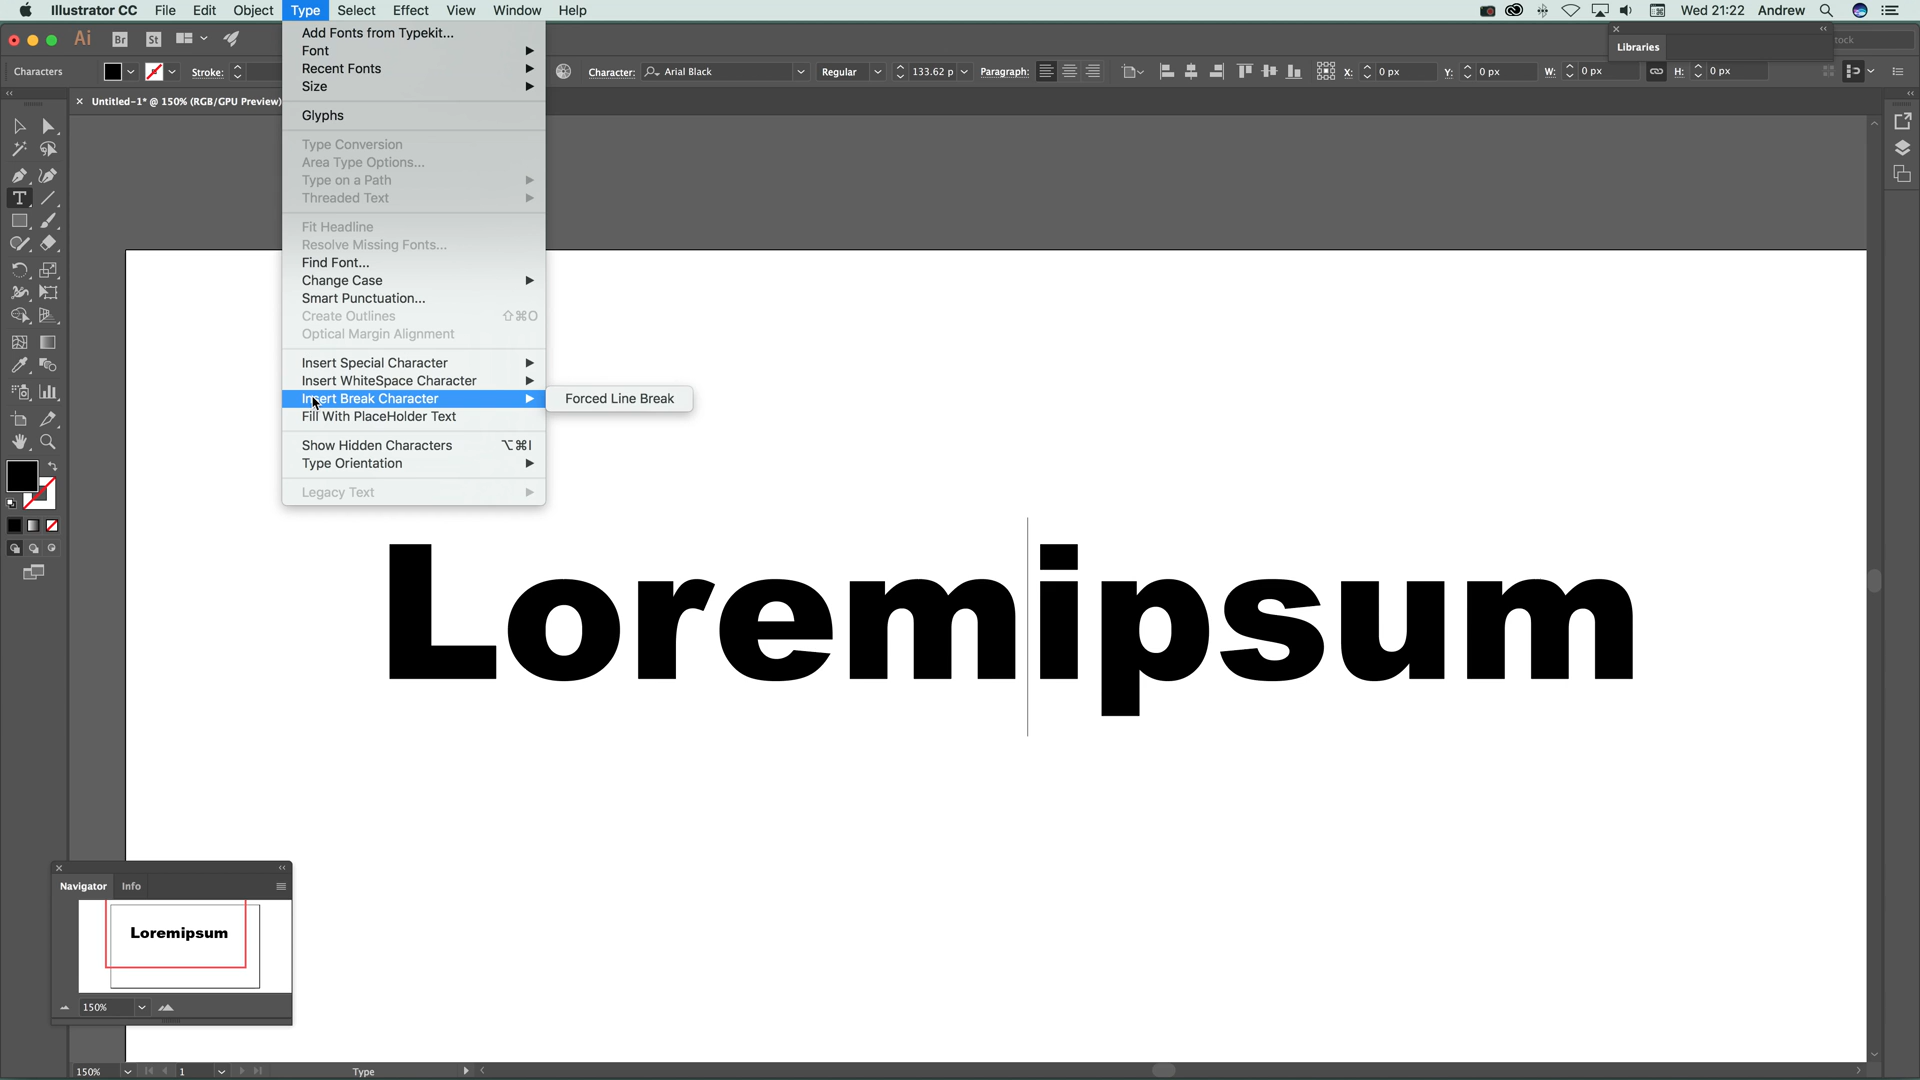 Illustrator CC File Edit Object Type Select Effect View Window Help Wed 21:22 Andrew
Ai Br St
Libraries
tock
Characters Stroke: Character: Arial Black Regular 133.62 p Paragraph: X: 0 px Y: 0 px W: 0 px H: 0 px
Untitled-1* @ 150% (RGB/GPU Preview)
Add Fonts from Typekit...
Font
Recent Fonts
Size
Glyphs
Type Conversion
Area Type Options...
Type on a Path
Threaded Text
Fit Headline
Resolve Missing Fonts...
Find Font...
Change Case
Smart Punctuation...
Create Outlines ⇧⌘O
Optical Margin Alignment
Insert Special Character
Insert WhiteSpace Character
Insert Break Character Forced Line Break
Fill With PlaceHolder Text
Show Hidden Characters ⌥⌘I
Type Orientation
Legacy Text
Loremipsum
Navigator Info
Loremipsum
150%
150% 1 Type